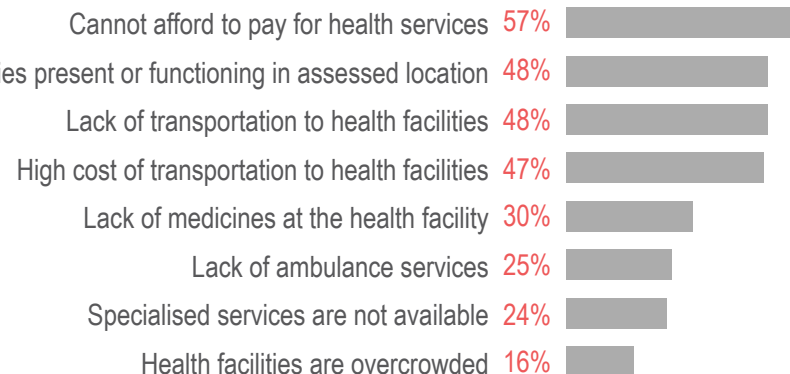 Cannot afford to pay for health services 57%
present or functioning in assessed location 48%
Lack of transportation to health facilities 48%
High cost of transportation to health facilities 47%
Lack of medicines at the health facility 30%
Lack of ambulance services 25%
Specialised services are not available 24%
Health facilities are overcrowded 16%